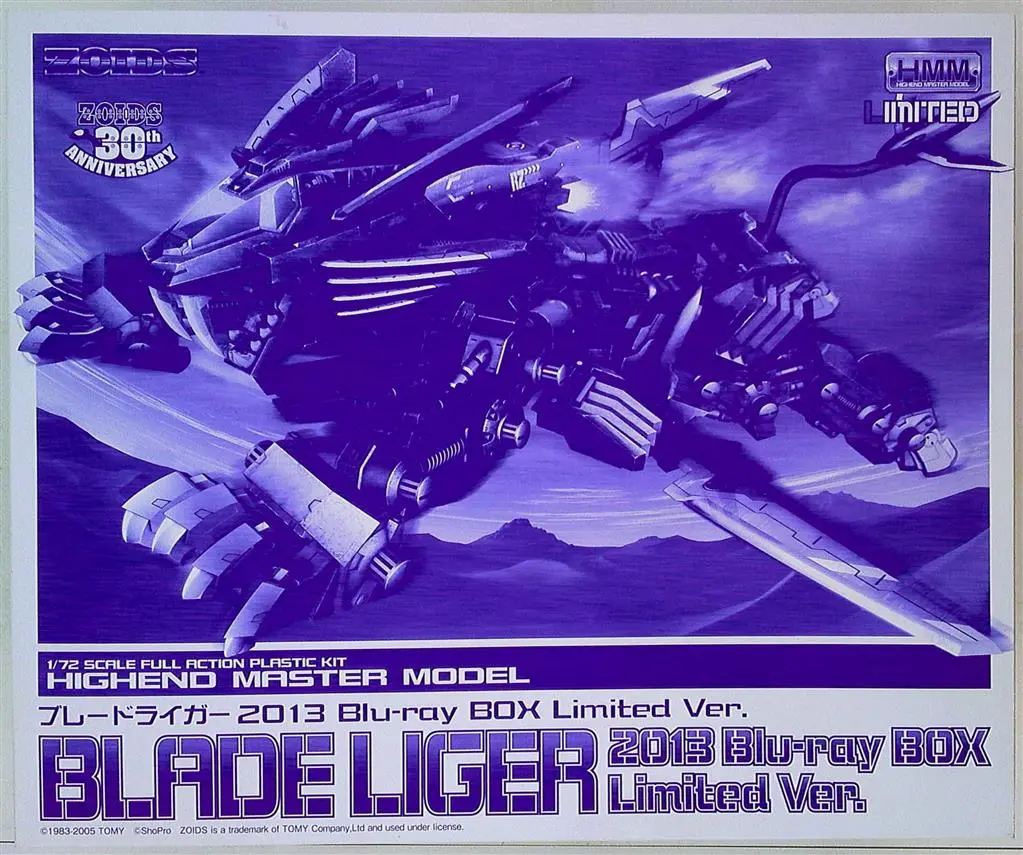 ZOIDS
HMM
HIGHEND MASTER MODEL
LIMITED
ZOIDS
30th
ANNIVERSARY
RZ
1/72 SCALE FULL ACTION PLASTIC KIT
HIGHEND MASTER MODEL
ブレードライガー 2013 Blu-ray BOX Limited Ver.
BLADE LIGER 2013 Blu-ray BOX
Limited Ver.
©1983-2005 TOMY ©ShoPro ZOIDS is a trademark of TOMY Company,Ltd and used under license.